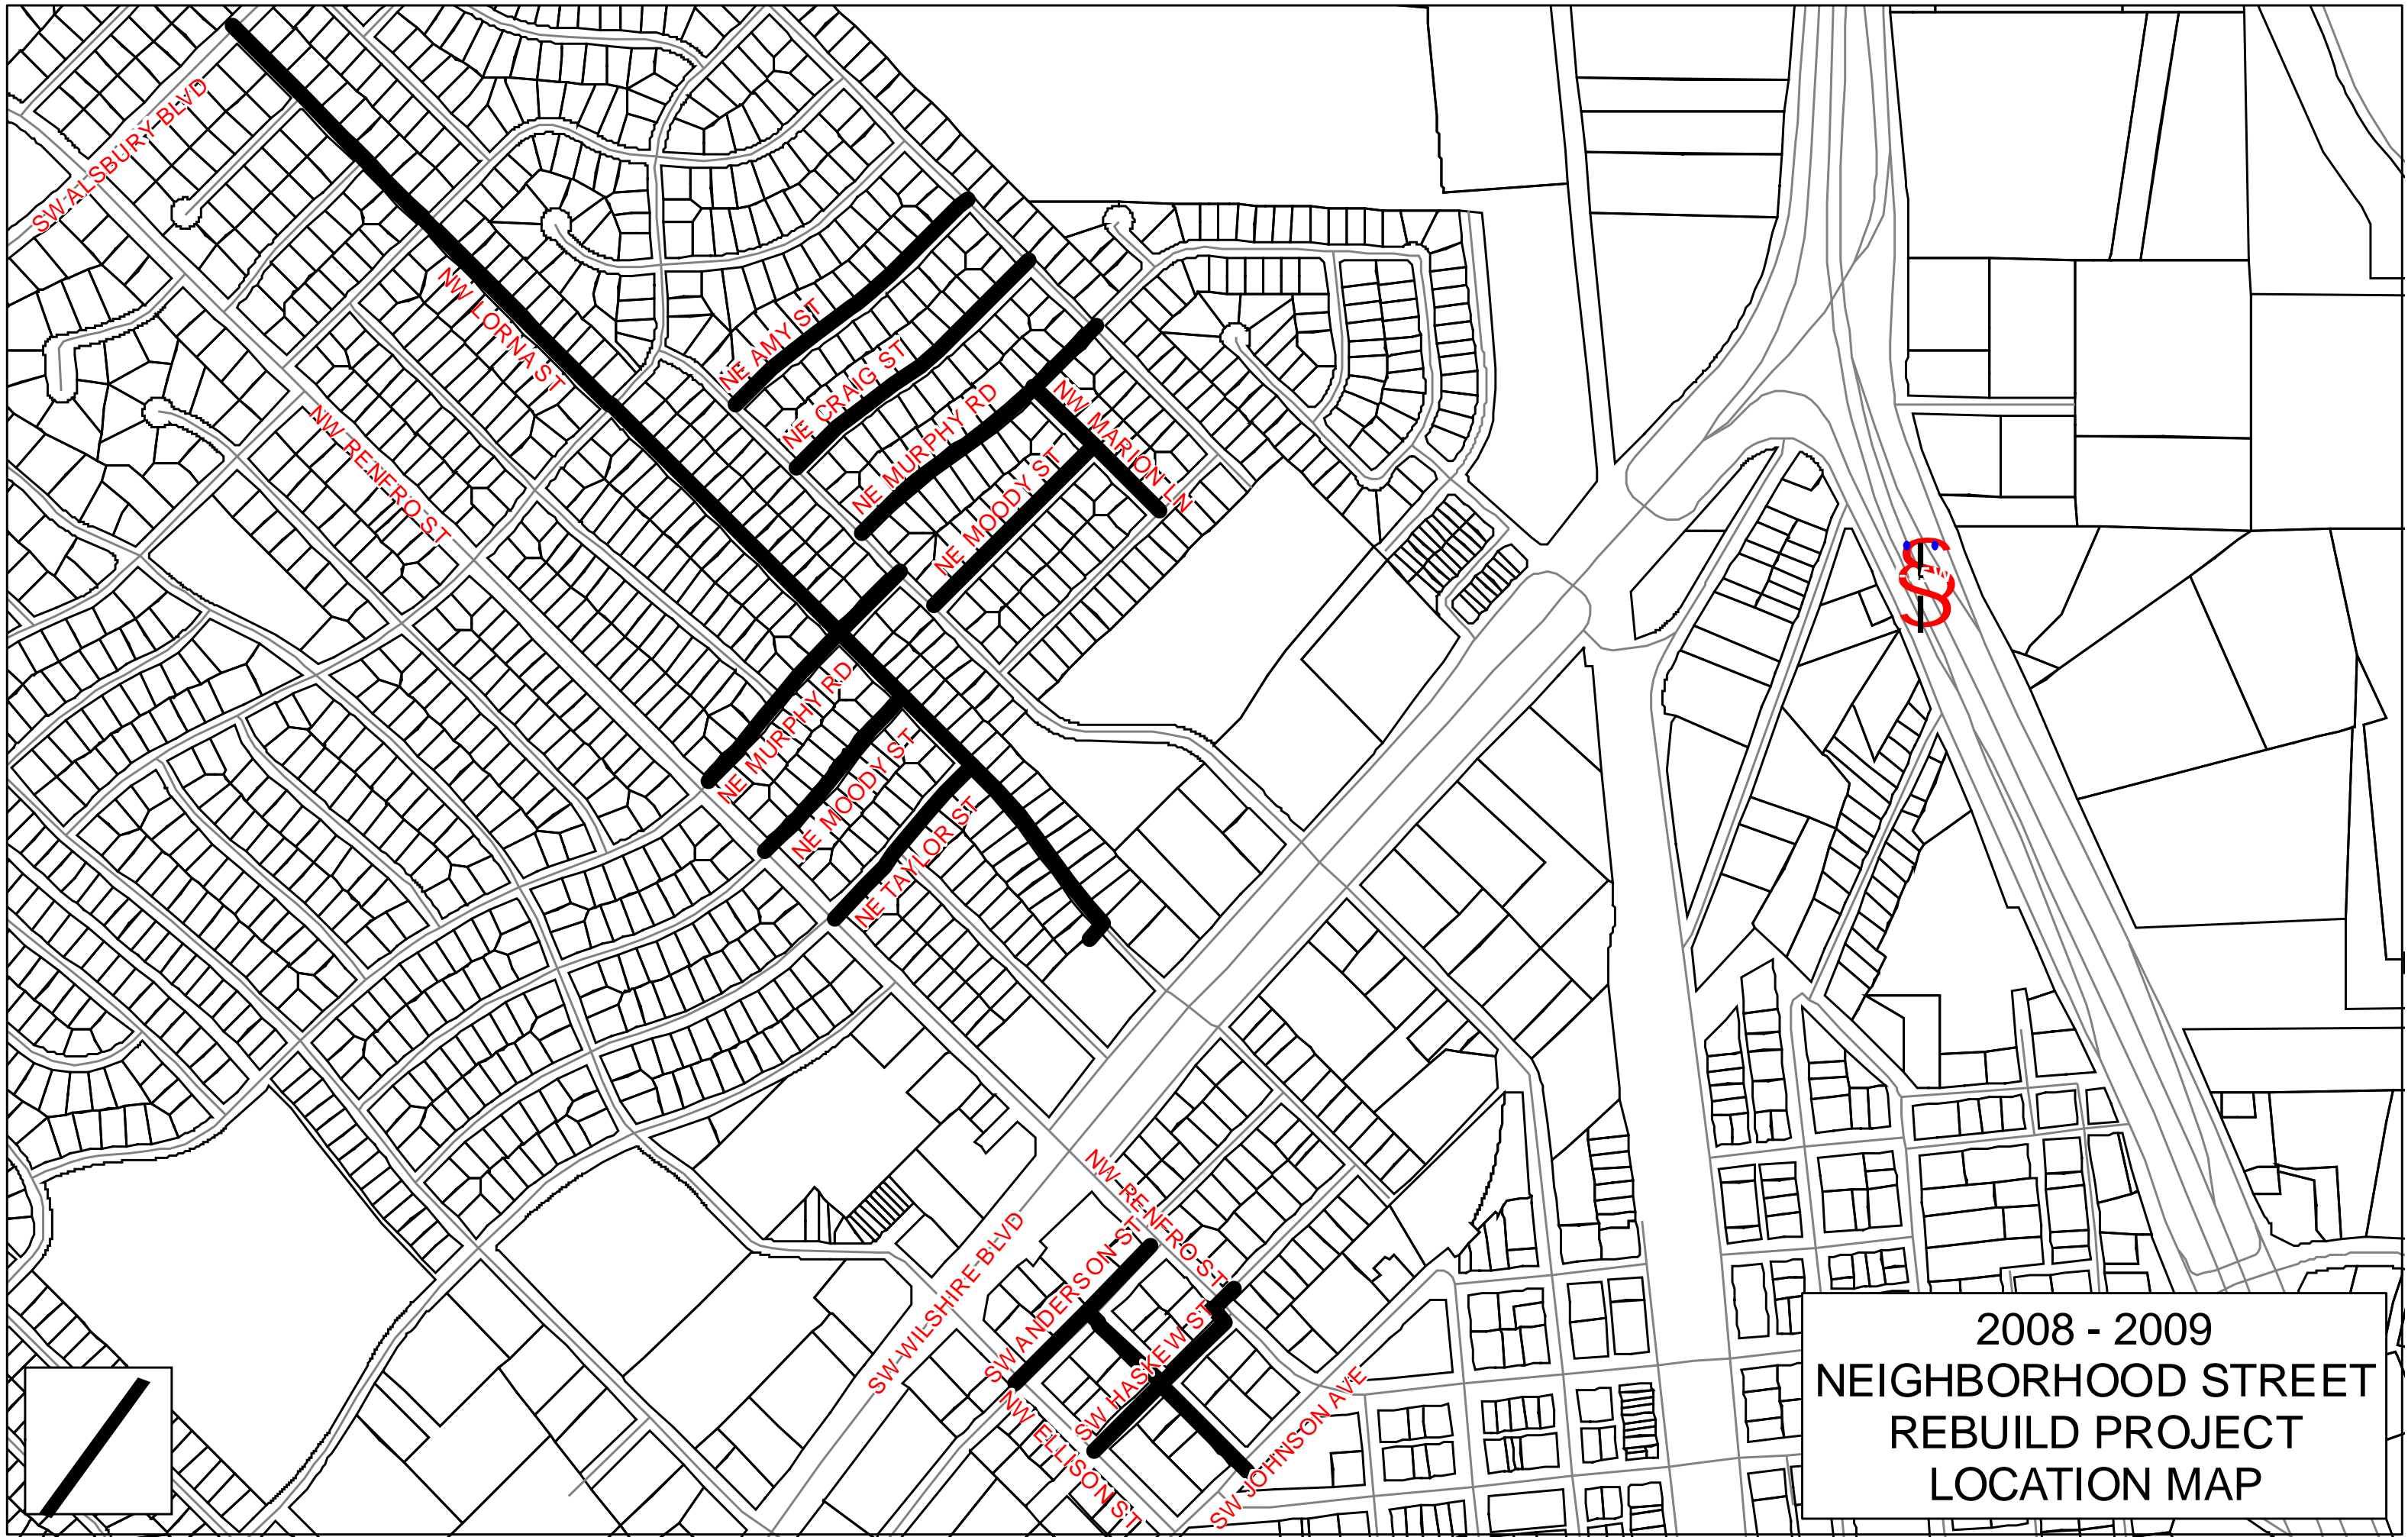 SW ALSBURY BLVD
NW LORNA ST
NW RENFRO ST
NE AMY ST
NE CRAIG ST
NE MURPHY RD
NW MARION LN
NE MOODY ST
NE MURPHY RD
NE MOODY ST
NE TAYLOR ST
NW RENFRO ST
SW ANDERSON ST
SW WILSHIRE BLVD
SW HASKEW ST
NW ELLISON ST
SW JOHNSON AVE
2008 - 2009
NEIGHBORHOOD STREET
REBUILD PROJECT
LOCATION MAP